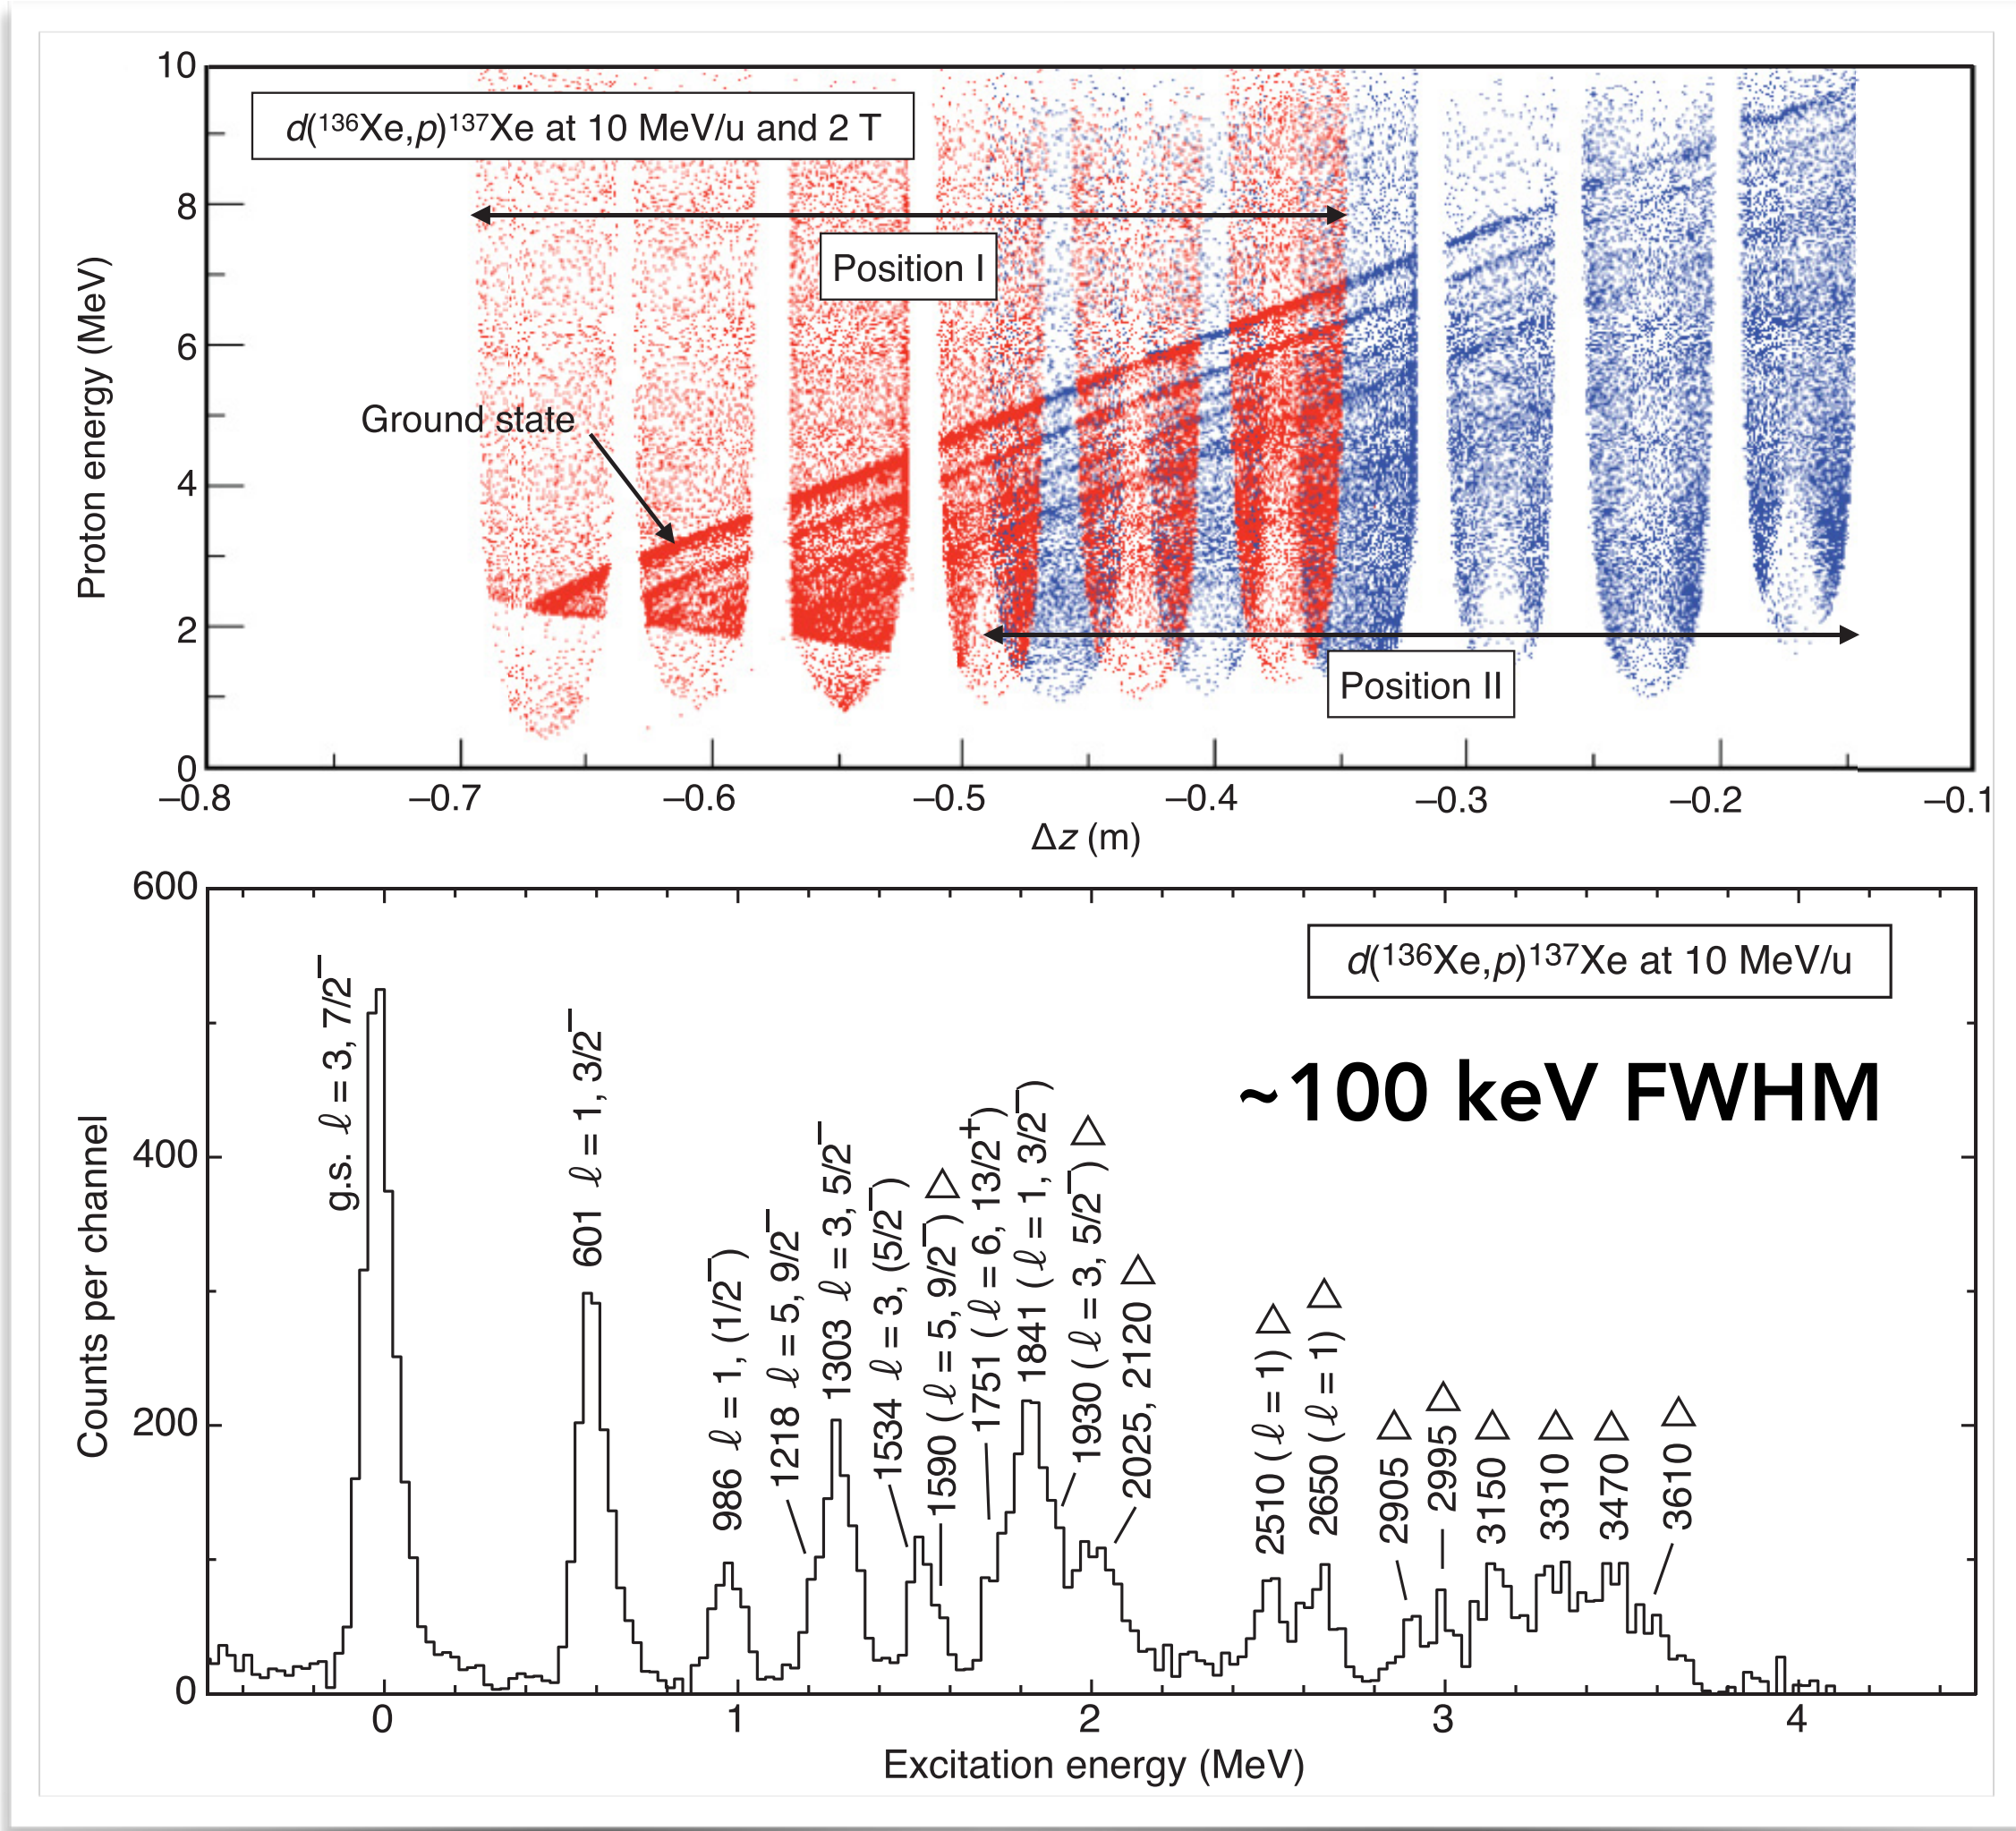 10
8
6
4
2
0
Proton energy (MeV)
d(¹³⁶Xe,p)¹³⁷Xe at 10 MeV/u and 2 T
Position I
Ground state
Position II
–0.8 –0.7 –0.6 –0.5 –0.4 –0.3 –0.2 –0.1
Δz (m)
600
400
200
0
Counts per channel
d(¹³⁶Xe,p)¹³⁷Xe at 10 MeV/u
~100 keV FWHM
g.s. ℓ = 3, 7/2⁻
601 ℓ = 1, 3/2⁻
986 ℓ = 1, (1/2⁻)
1218 ℓ = 5, 9/2⁻
1303 ℓ = 3, 5/2⁻
1534 ℓ = 3, (5/2⁻)
1590 (ℓ = 5, 9/2⁻) △
1751 (ℓ = 6, 13/2⁺)
1841 (ℓ = 1, 3/2⁻)
1930 (ℓ = 3, 5/2⁻) △
2025, 2120 △
2510 (ℓ = 1) △
2650 (ℓ = 1) △
2905 △
2995 △
3150 △
3310 △
3470 △
3610 △
0 1 2 3 4
Excitation energy (MeV)